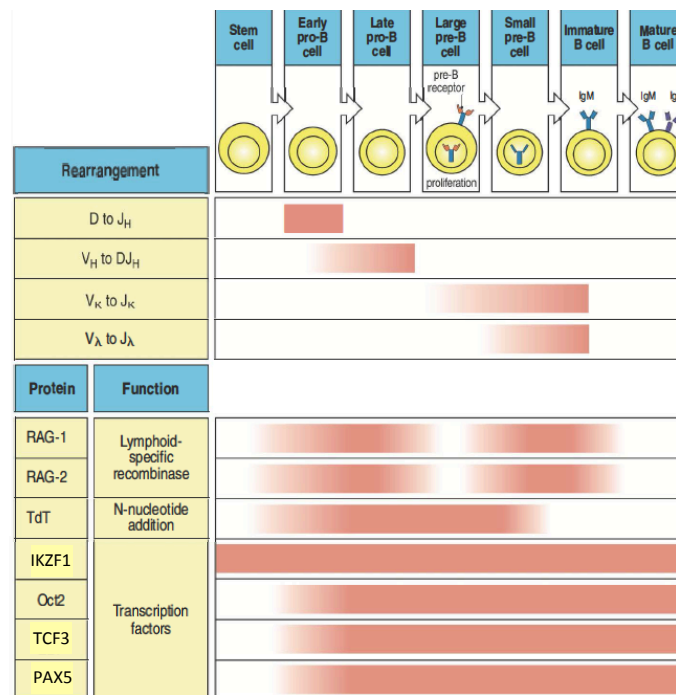 Stem
cell
Early
pro-B
cell
Late
pro-B
cell
Large
pre-B
cell
Small
pre-B
cell
Immature
B cell
Mature
B cell
pre-B
receptor
IgM
IgM
proliferation
Rearrangement
D to JH
VH to DJH
Vκ to Jκ
Vλ to Jλ
Protein
Function
RAG-1
RAG-2
Lymphoid-
specific
recombinase
TdT
N-nucleotide
addition
IKZF1
Oct2
TCF3
PAX5
Transcription
factors